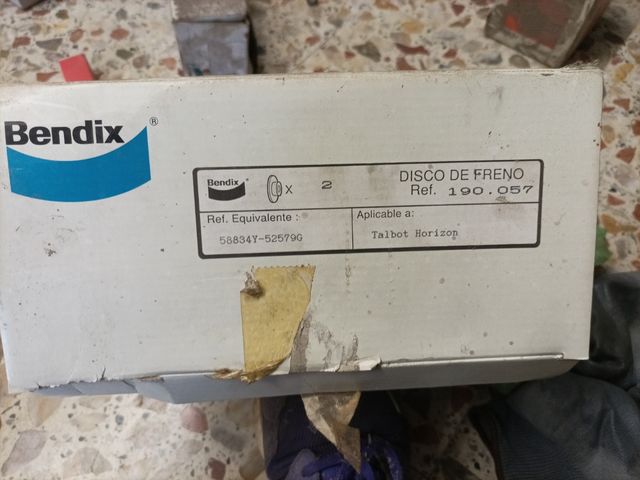 Bendix ®
Bendix x 2 DISCO DE FRENO
Ref. 190.057
Ref. Equivalente :
58834Y-52579G
Aplicable a:
Talbot Horizon